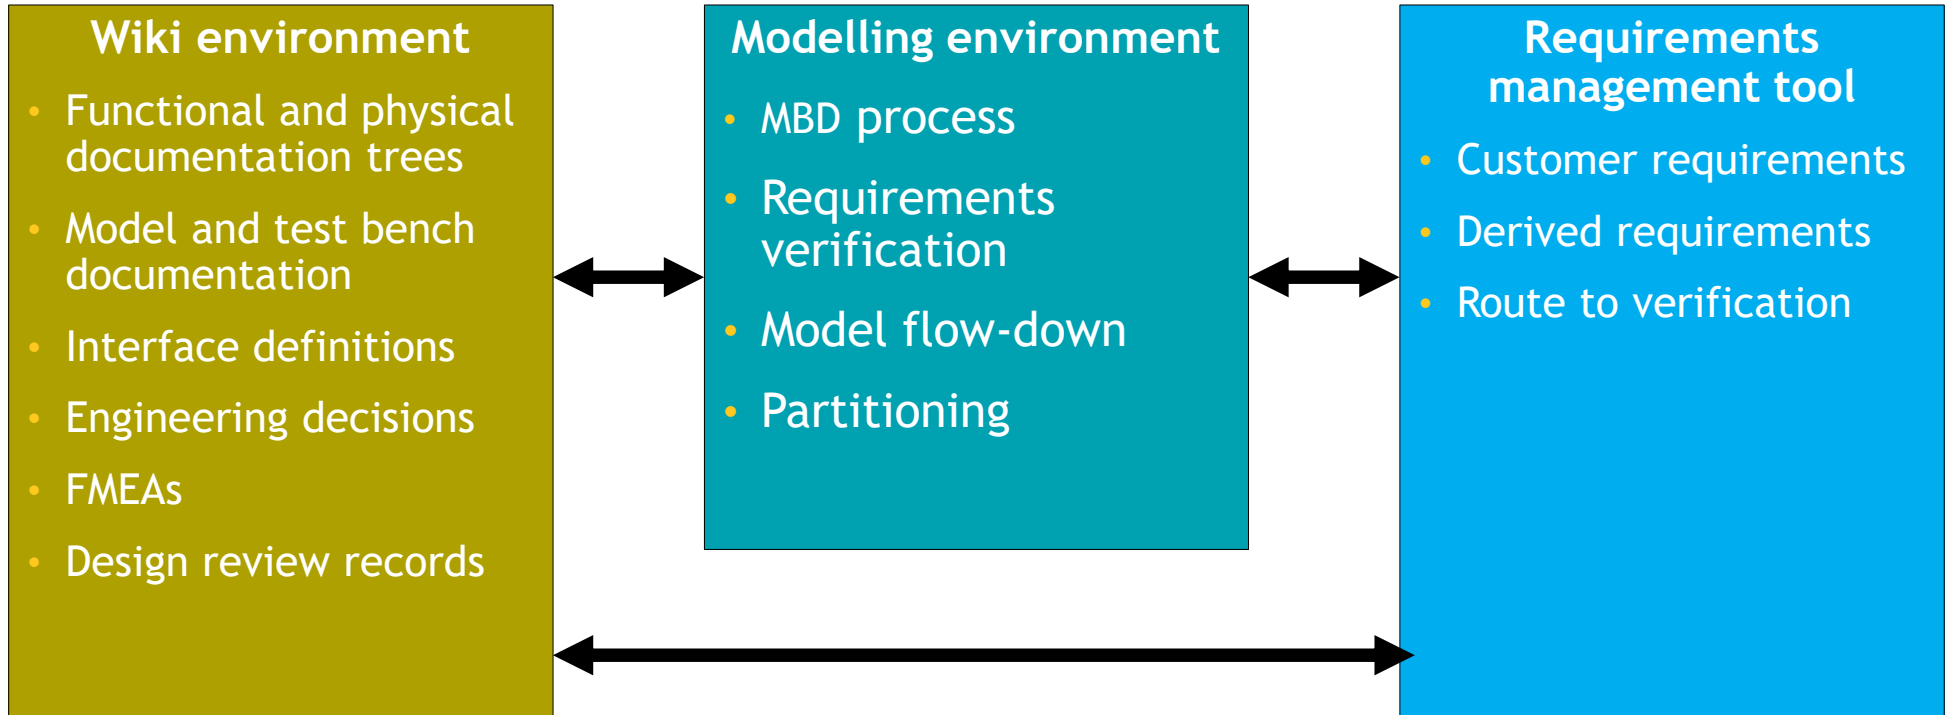 Wiki environment
• Functional and physical
documentation trees
• Model and test bench
documentation
• Interface definitions
• Engineering decisions
• FMEAs
• Design review records
Modelling environment
• MBD process
• Requirements
verification
• Model flow-down
• Partitioning
Requirements
management tool
• Customer requirements
• Derived requirements
• Route to verification